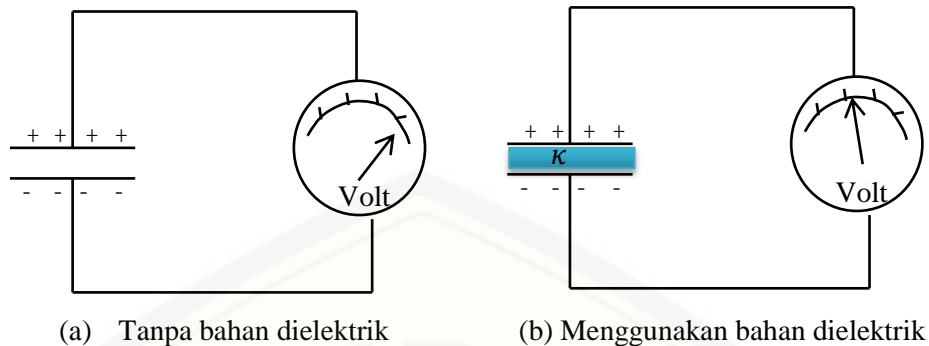 + + + +
- - - -
Volt
(a) Tanpa bahan dielektrik
+ + + +
κ
- - - -
Volt
(b) Menggunakan bahan dielektrik